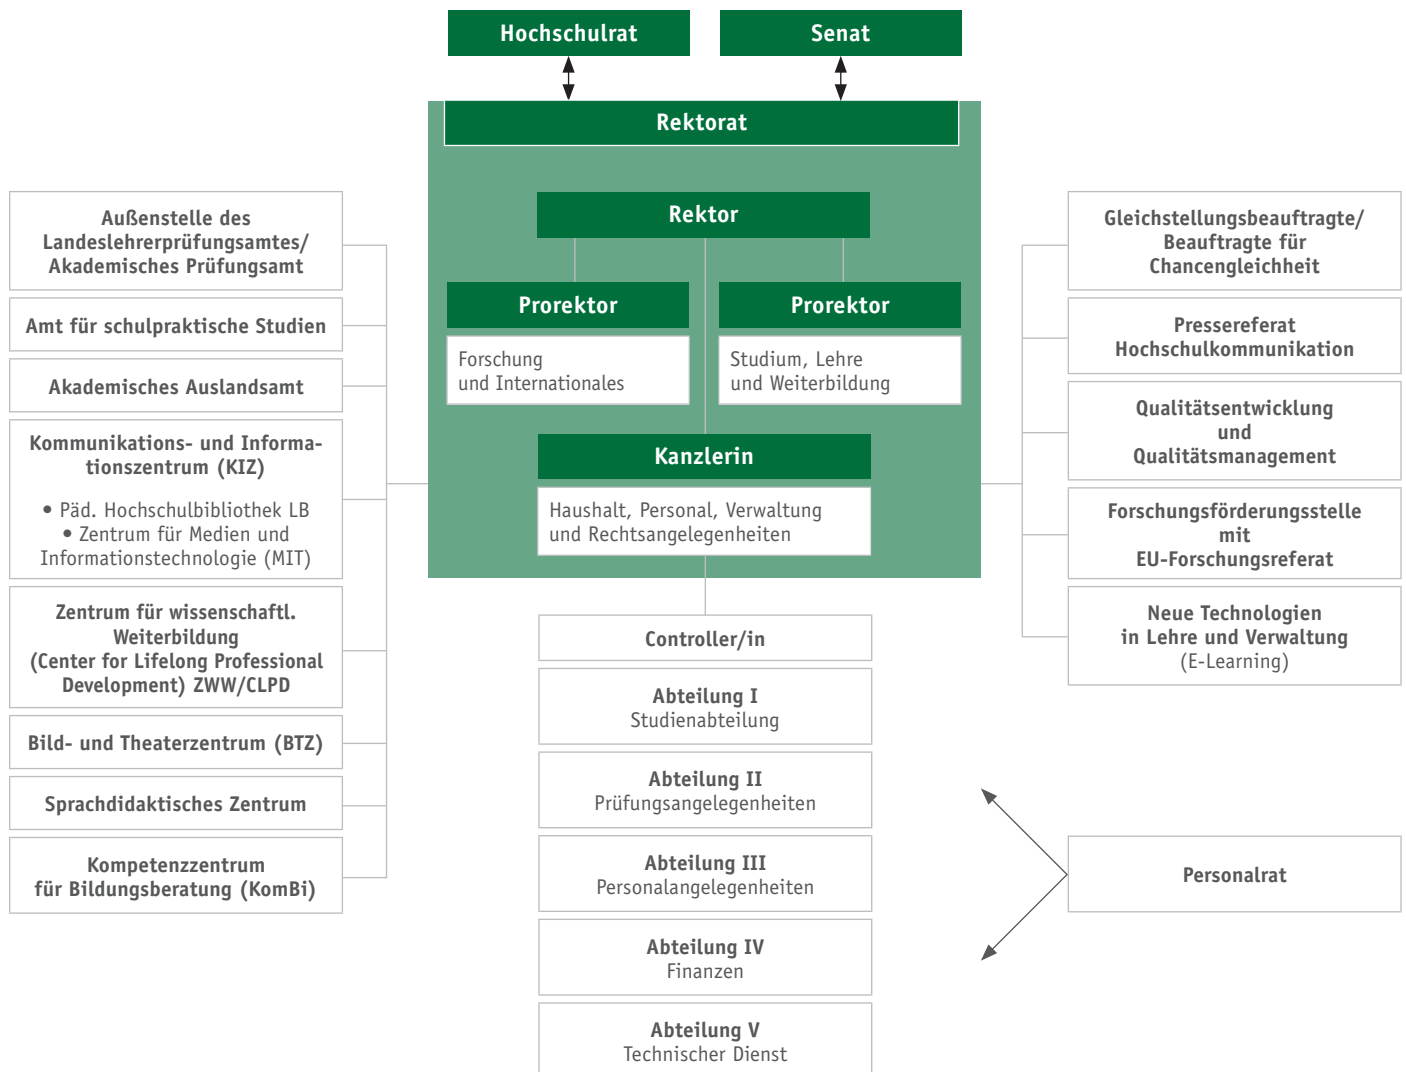 Hochschulrat
Senat
Rektorat
Rektor
Prorektor
Forschung
und Internationales
Prorektor
Studium, Lehre
und Weiterbildung
Kanzlerin
Haushalt, Personal, Verwaltung
und Rechtsangelegenheiten
Außenstelle des
Landeslehrerprüfungsamtes/
Akademisches Prüfungsamt
Amt für schulpraktische Studien
Akademisches Auslandsamt
Kommunikations- und Informa-
tionszentrum (KIZ)
• Päd. Hochschulbibliothek LB
• Zentrum für Medien und
Informationstechnologie (MIT)
Zentrum für wissenschaftl.
Weiterbildung
(Center for Lifelong Professional
Development) ZWW/CLPD
Bild- und Theaterzentrum (BTZ)
Sprachdidaktisches Zentrum
Kompetenzzentrum
für Bildungsberatung (KomBi)
Controller/in
Abteilung I
Studienabteilung
Abteilung II
Prüfungsangelegenheiten
Abteilung III
Personalangelegenheiten
Abteilung IV
Finanzen
Abteilung V
Technischer Dienst
Gleichstellungsbeauftragte/
Beauftragte für
Chancengleichheit
Pressereferat
Hochschulkommunikation
Qualitätsentwicklung
und
Qualitätsmanagement
Forschungsförderungsstelle
mit
EU-Forschungsreferat
Neue Technologien
in Lehre und Verwaltung
(E-Learning)
Personalrat